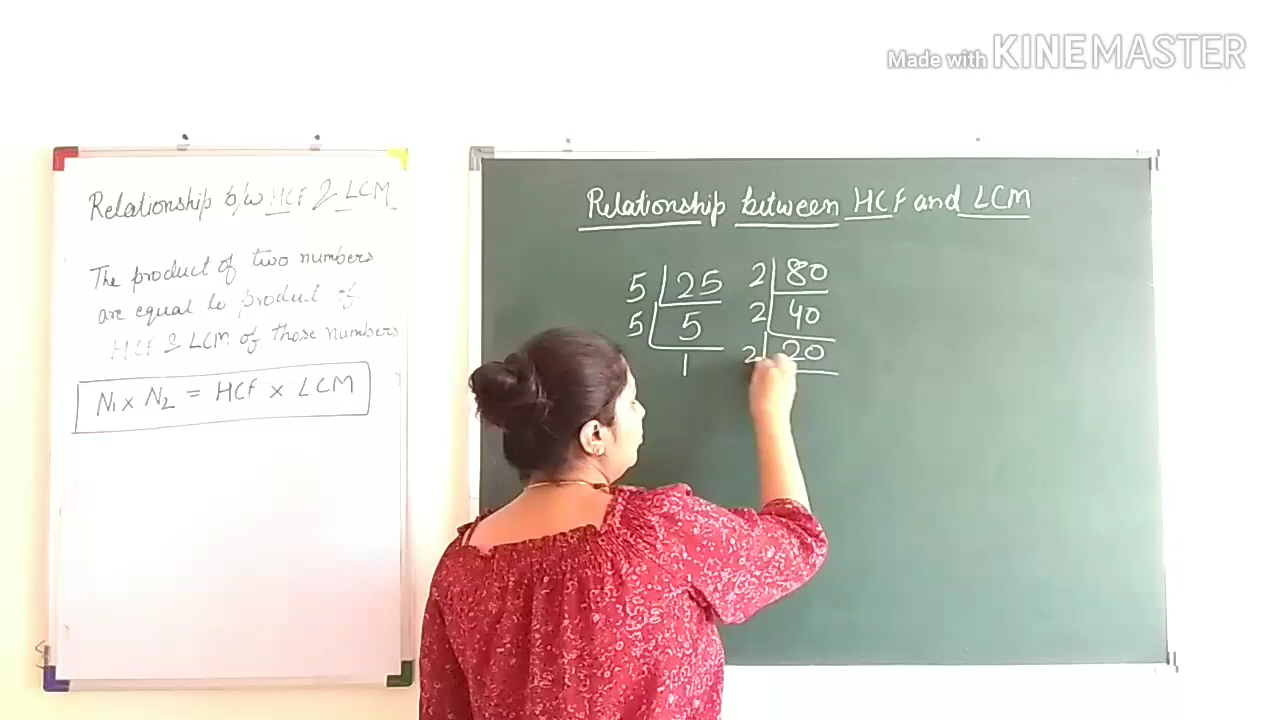 Made with KINEMASTER
Relationship b/w HCF & LCM
The product of two numbers
are equal to product of
HCF & LCM of those numbers
N1 x N2 = HCF x LCM
Relationship between HCF and LCM
5 25
5 5
1
2 80
2 40
2 20